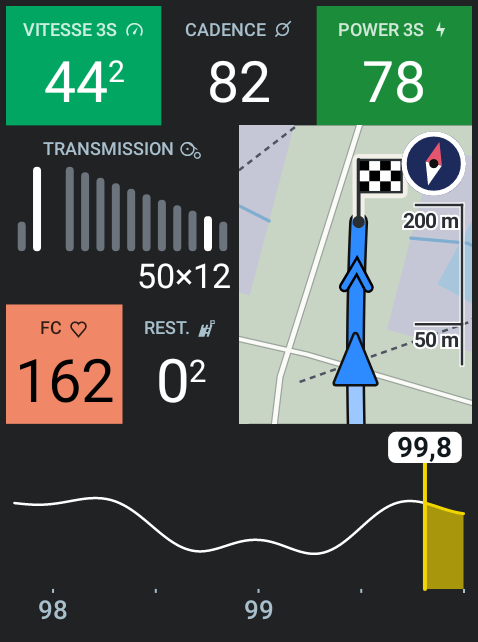 VITESSE 3S
CADENCE
POWER 3S
44²
82
78
TRANSMISSION
50×12
200 m
50 m
FC
REST.
162
0²
99,8
98
99